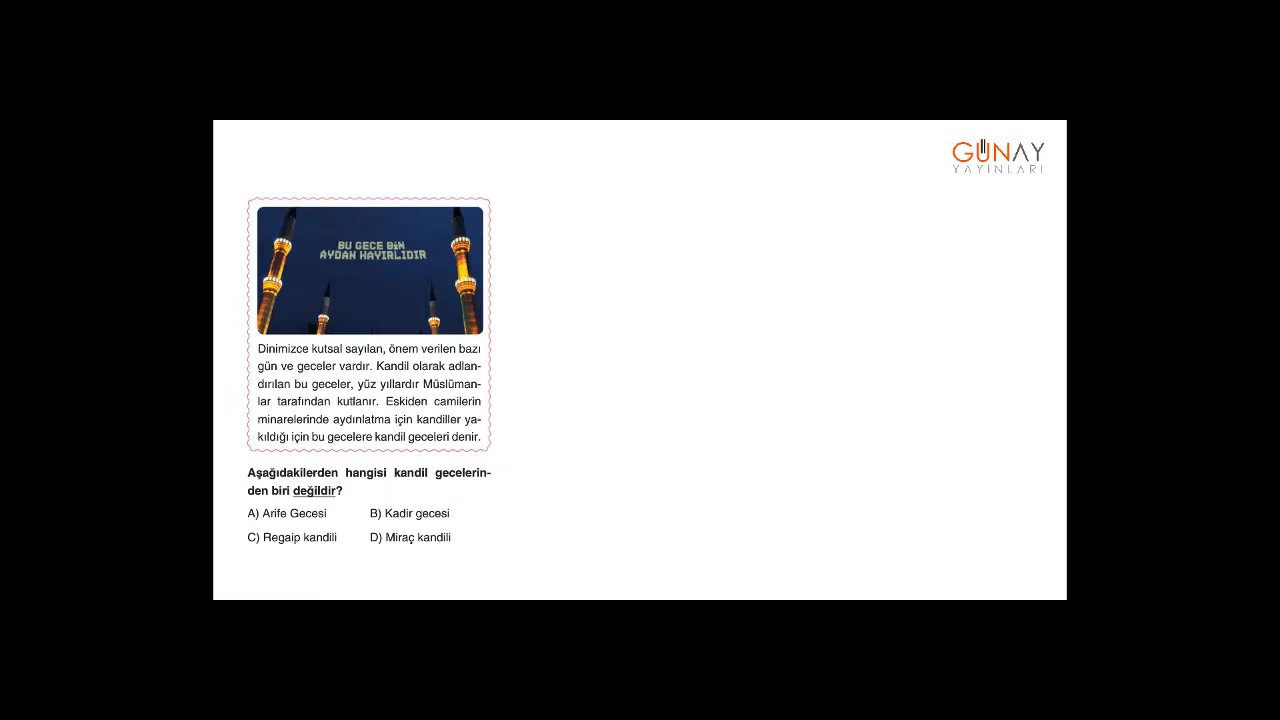 GÜNAY
YAYINLARI
BU GECE BİN
AYDAN HAYIRLIDIR
Dinimizce kutsal sayılan, önem verilen bazı
gün ve geceler vardır. Kandil olarak adlan-
dırılan bu geceler, yüz yıllardır Müslüman-
lar tarafından kutlanır. Eskiden camilerin
minarelerinde aydınlatma için kandiller ya-
kıldığı için bu gecelere kandil geceleri denir.
Aşağıdakilerden hangisi kandil gecelerin-
den biri değildir?
A) Arife Gecesi B) Kadir gecesi
C) Regaip kandili D) Miraç kandili